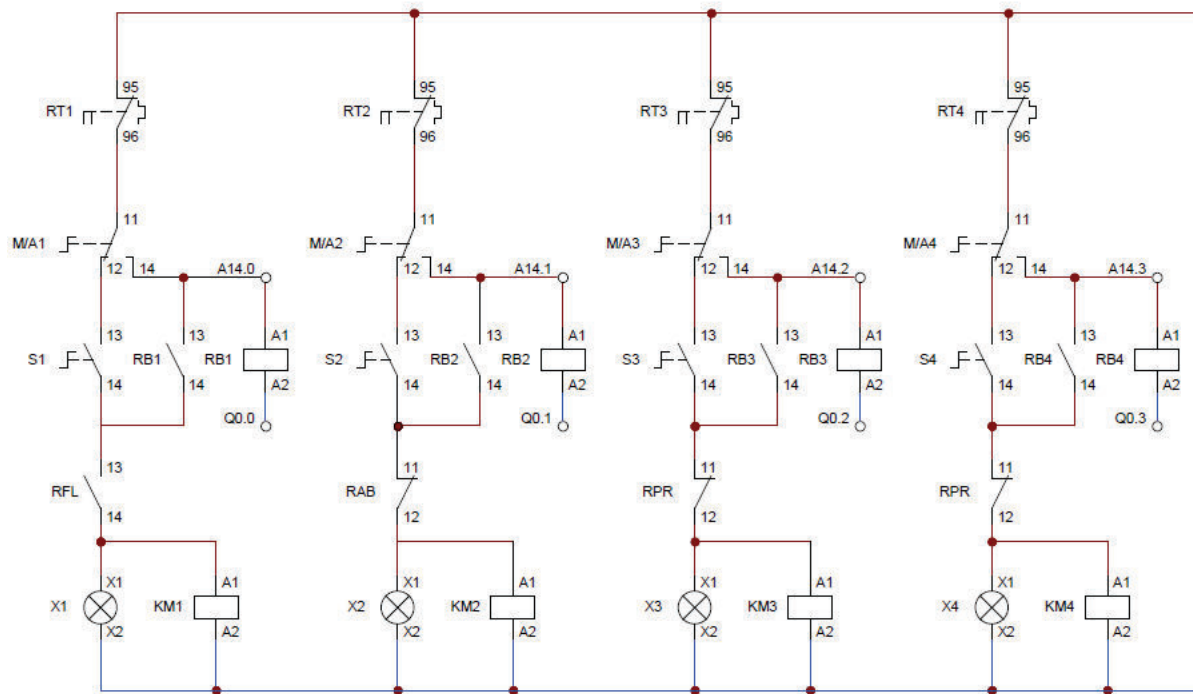 95 95 95 95
RT1 RT2 RT3 RT4
96 96 96 96
11 11 11 11
M/A1 M/A2 M/A3 M/A4
12 14 A14.0 12 14 A14.1 12 14 A14.2 12 14 A14.3
13 13 A1 13 13 A1 13 13 A1 13 13 A1
S1 RB1 RB1 S2 RB2 RB2 S3 RB3 RB3 S4 RB4 RB4
14 14 A2 14 14 A2 14 14 A2 14 14 A2
Q0.0 Q0.1 Q0.2 Q0.3
13 11 11 11
RFL RAB RPR RPR
14 12 12 12
X1 A1 X1 A1 X1 A1 X1 A1
X1 KM1 X2 KM2 X3 KM3 X4 KM4
X2 A2 X2 A2 X2 A2 X2 A2